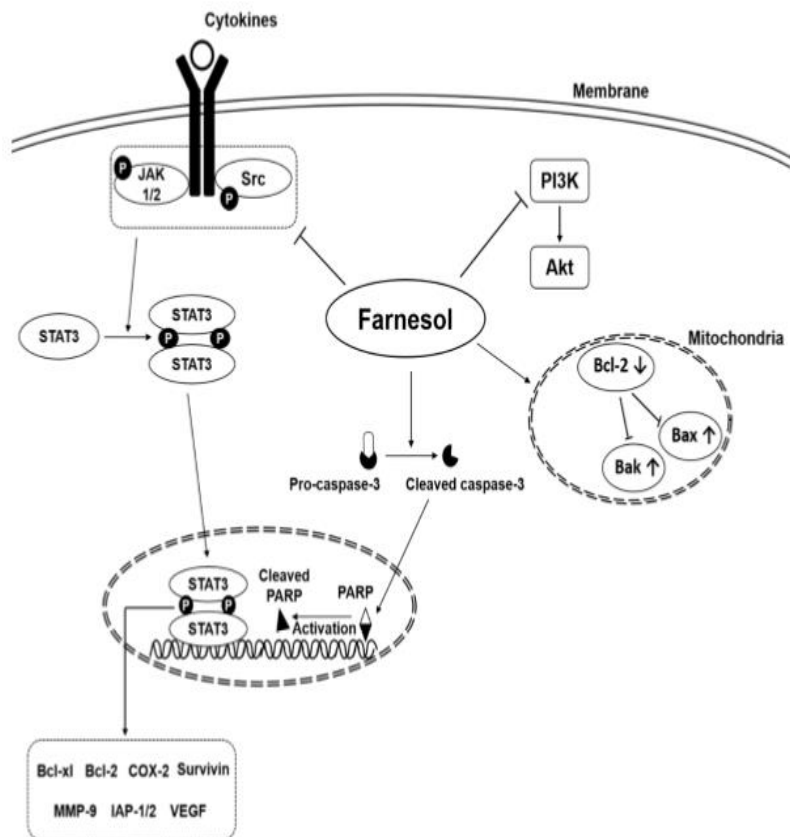 Cytokines
Membrane
P
JAK
1/2
Src
P
PI3K
Akt
Farnesol
STAT3
STAT3
P
P
STAT3
Mitochondria
Bcl-2 ↓
Bax ↑
Bak ↑
Pro-caspase-3
Cleaved caspase-3
STAT3
P
P
STAT3
Cleaved
PARP
PARP
Activation
Bcl-xl Bcl-2 COX-2 Survivin
MMP-9 IAP-1/2 VEGF